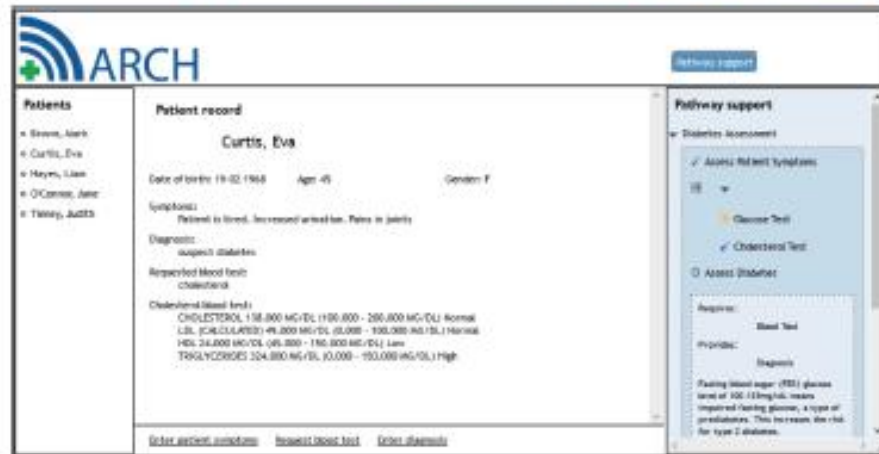 ARCH
Pathway support
Patients
Brown, Mark
Curtis, Eva
Hayes, Liam
O'Connor, Jane
Tinney, Judith
Patient record
Curtis, Eva
Date of birth: 19-02-1968 Age: 45 Gender: F
Symptoms:
Patient is tired. Increased urination. Pains in joints
Diagnosis:
suspect diabetes
Requested blood test:
cholesterol
Cholesterol blood test:
CHOLESTEROL 138.000 MG/DL (100.000 - 200.000 MG/DL) Normal
LDL (CALCULATED) 49.000 MG/DL (0.000 - 100.000 MG/DL) Normal
HDL 24.000 MG/DL (45.000 - 150.000 MG/DL) Low
TRIGLYCERIDES 324.000 MG/DL (0.000 - 150.000 MG/DL) High
Enter patient symptoms Request blood test Enter diagnosis
Pathway support
Diabetes Assessment
Assess Patient Symptoms
Glucose Test
Cholesterol Test
Assess Diabetes
Requires:
Blood Test
Provides:
Diagnosis
Fasting blood sugar (FBS) glucose
level of 100-125mg/dL means
impaired fasting glucose, a type of
prediabetes. This increases the risk
for type 2 diabetes.